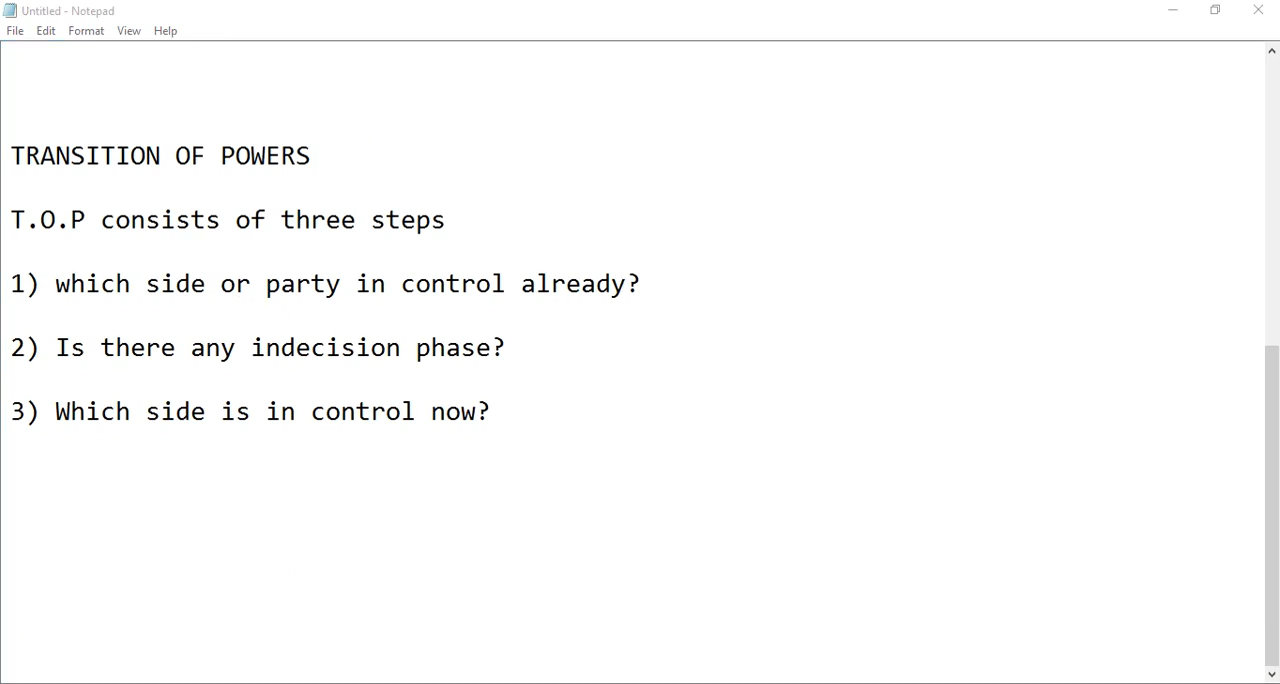 Untitled - Notepad
File Edit Format View Help
TRANSITION OF POWERS
T.O.P consists of three steps
1) which side or party in control already?
2) Is there any indecision phase?
3) Which side is in control now?